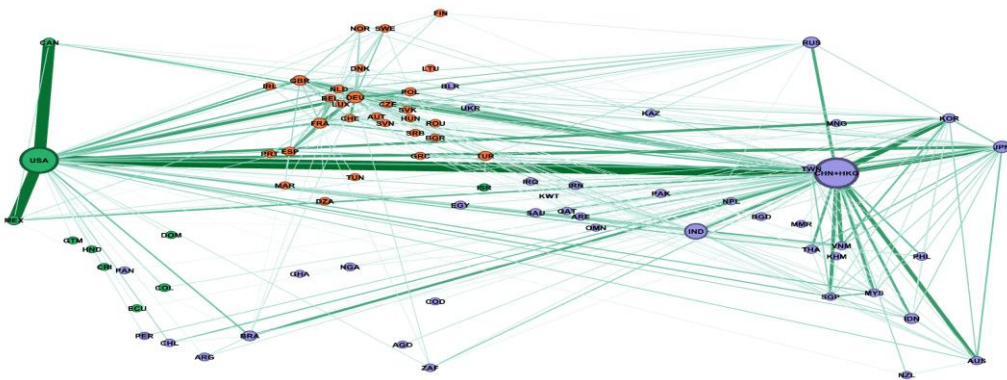 FIN
NOR SWE
CAN RUS
DNK LTU
GBR
IRL NLD POL BLR
BEL DEU
LUX CZE UKR
SVK KAZ
AUT HUN
CHE
FRA SVN ROU MNG KOR
SRB
BGR
PRT ESP JPN
GRC TUR
USA TWN
CHN+HKG
TUN
MAR ISR IRQ IRN
KWT PAK
DZA NPL
EGY
SAU QAT ARE BGD
MEX OMN MMR
IND
DOM
GTM
HND THA VNM
KHM PHL
CRI PAN NGA
GHA
COL SGP MYS
ECU COD
IDN
PER BRA
CHL AGO
ARG AUS
ZAF
NZL